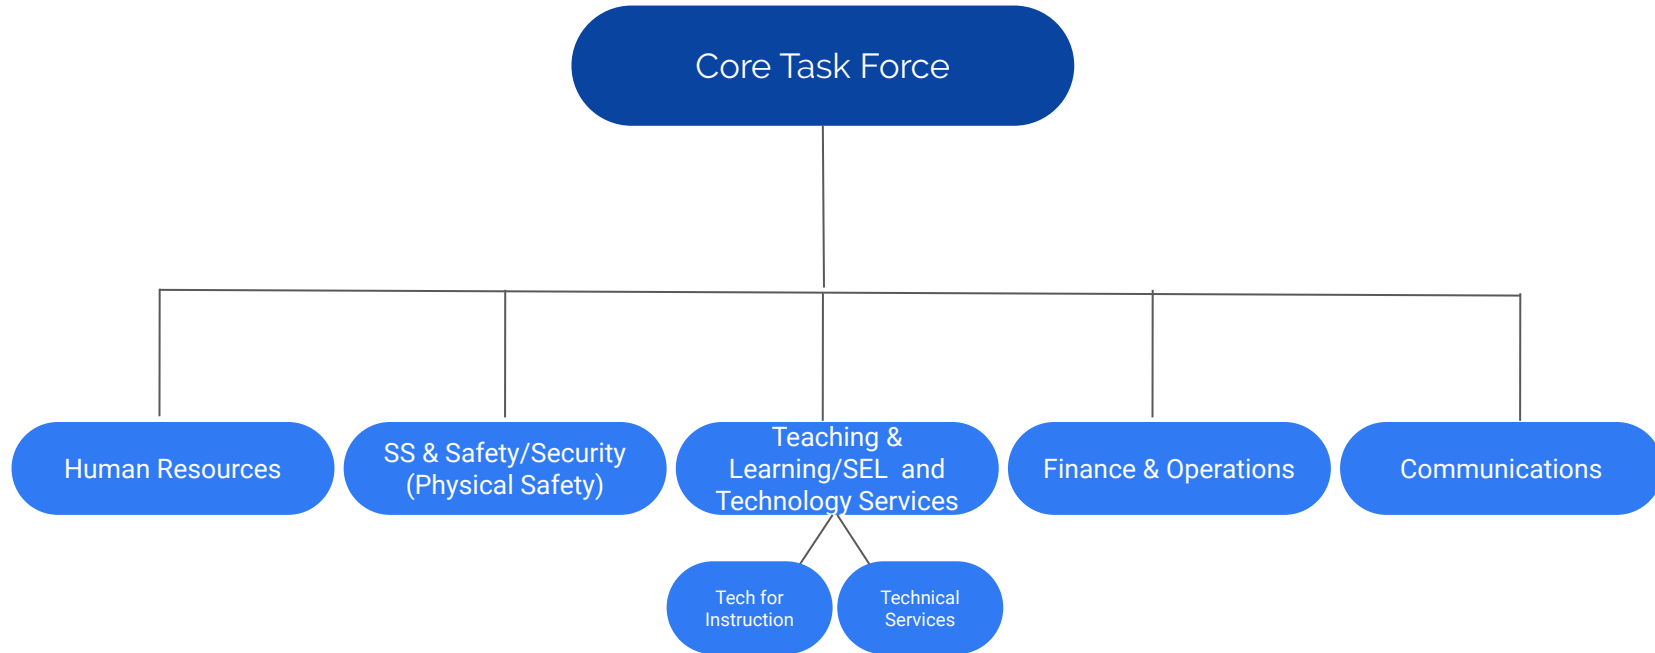 Core Task Force
Human Resources
SS & Safety/Security
(Physical Safety)
Teaching &
Learning/SEL  and
Technology Services
Finance & Operations
Communications
Tech for
Instruction
Technical
Services